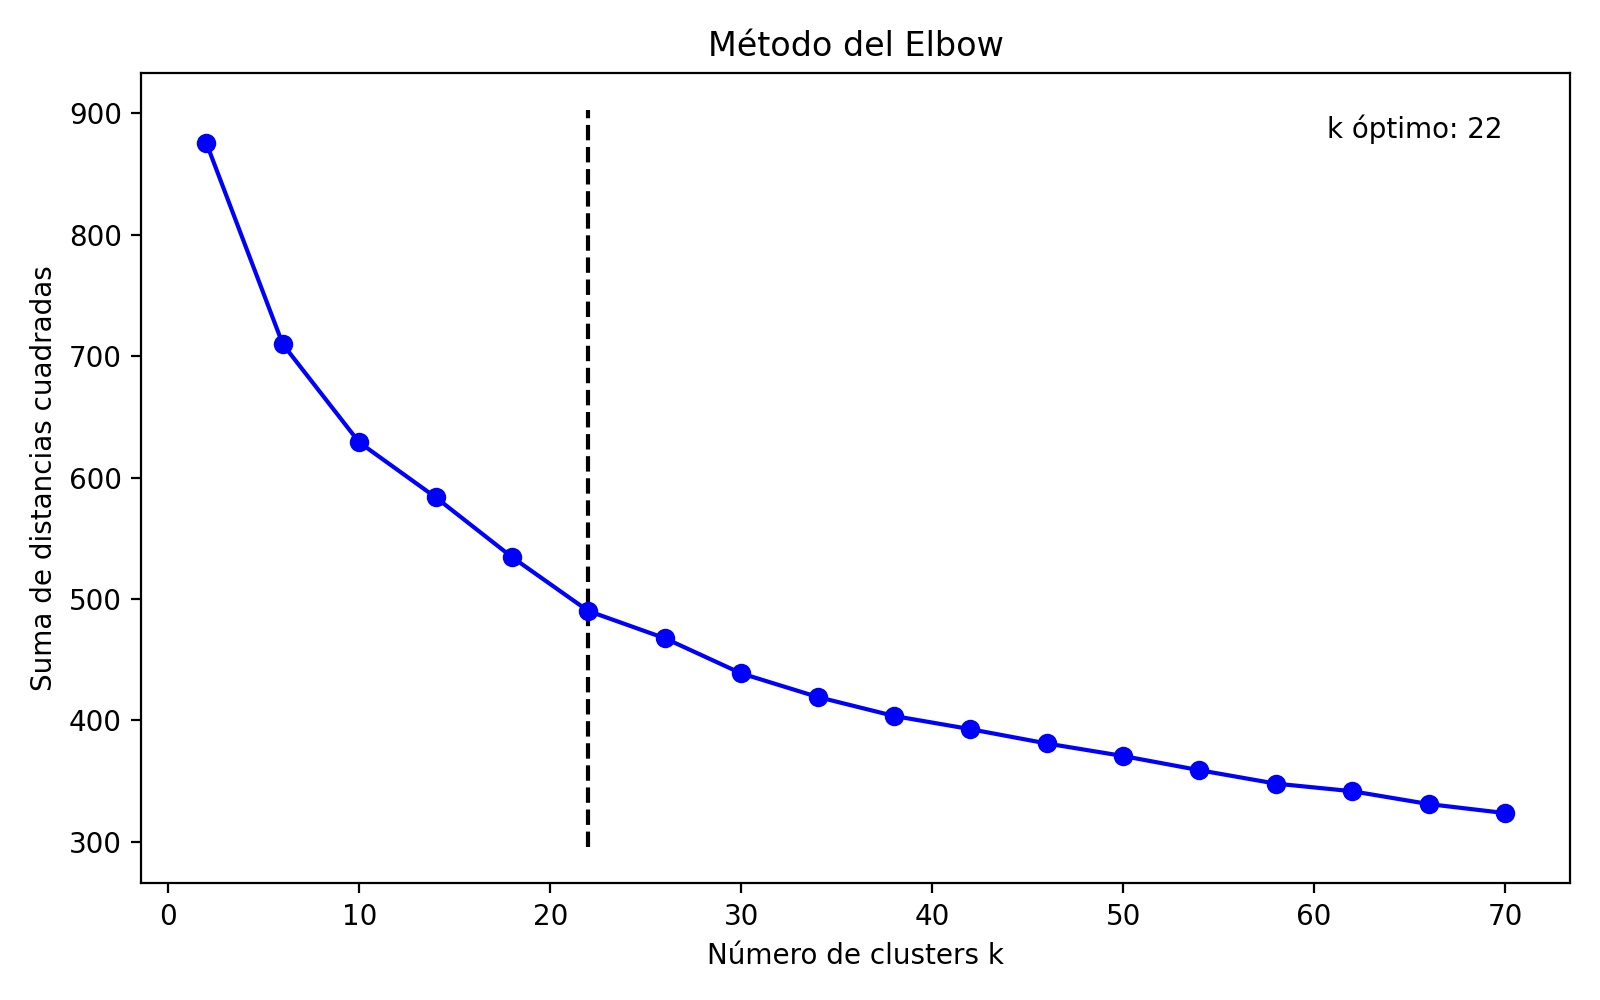 Método del Elbow
k óptimo: 22
Suma de distancias cuadradas
900
800
700
600
500
400
300
0 10 20 30 40 50 60 70
Número de clusters k